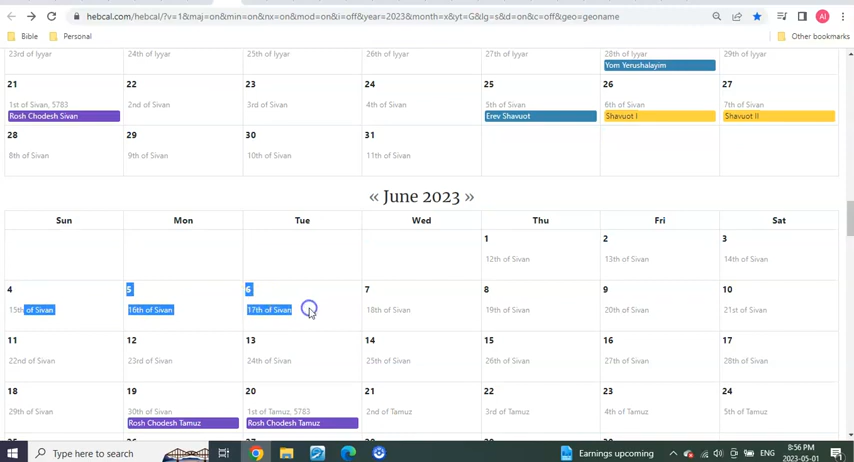 hebcal.com/hebcal/?v=1&maj=on&min=on&nx=on&mod=on&i=off&year=2023&month=x&yt=G&lg=s&d=on&c=off&geo=geoname
AI
Bible Personal Other bookmarks
23rd of Iyyar 24th of Iyyar 25th of Iyyar 26th of Iyyar 27th of Iyyar 28th of Iyyar 29th of Iyyar
Yom Yerushalayim
21 22 23 24 25 26 27
1st of Sivan, 5783 2nd of Sivan 3rd of Sivan 4th of Sivan 5th of Sivan 6th of Sivan 7th of Sivan
Rosh Chodesh Sivan Erev Shavuot Shavuot I Shavuot II
28 29 30 31
8th of Sivan 9th of Sivan 10th of Sivan 11th of Sivan
« June 2023 »
Sun Mon Tue Wed Thu Fri Sat
1 2 3
12th of Sivan 13th of Sivan 14th of Sivan
4 5 6 7 8 9 10
15th of Sivan 16th of Sivan 17th of Sivan 18th of Sivan 19th of Sivan 20th of Sivan 21st of Sivan
11 12 13 14 15 16 17
22nd of Sivan 23rd of Sivan 24th of Sivan 25th of Sivan 26th of Sivan 27th of Sivan 28th of Sivan
18 19 20 21 22 23 24
29th of Sivan 30th of Sivan 1st of Tamuz, 5783 2nd of Tamuz 3rd of Tamuz 4th of Tamuz 5th of Tamuz
Rosh Chodesh Tamuz Rosh Chodesh Tamuz
Type here to search Earnings upcoming ENG 8:56 PM
2023-05-01